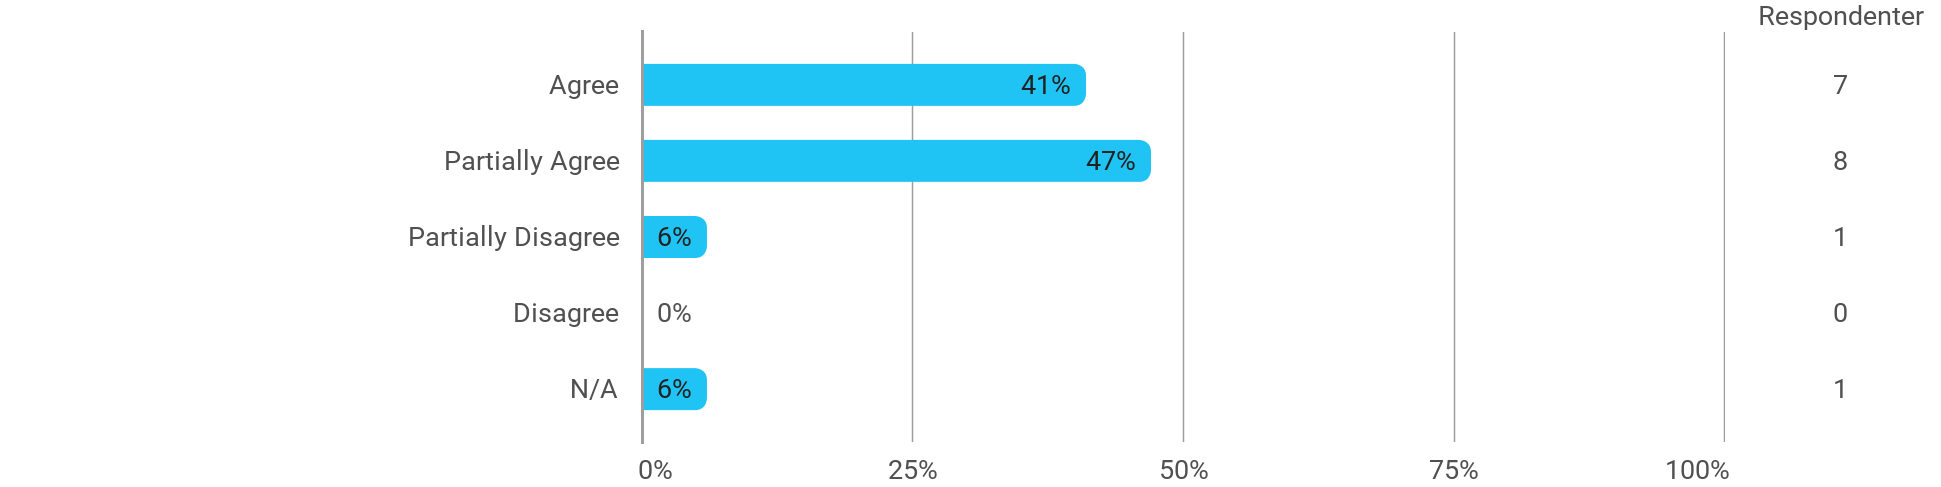 Respondenter
Agree 41% 7
Partially Agree 47% 8
Partially Disagree 6% 1
Disagree 0% 0
N/A 6% 1
0% 25% 50% 75% 100%